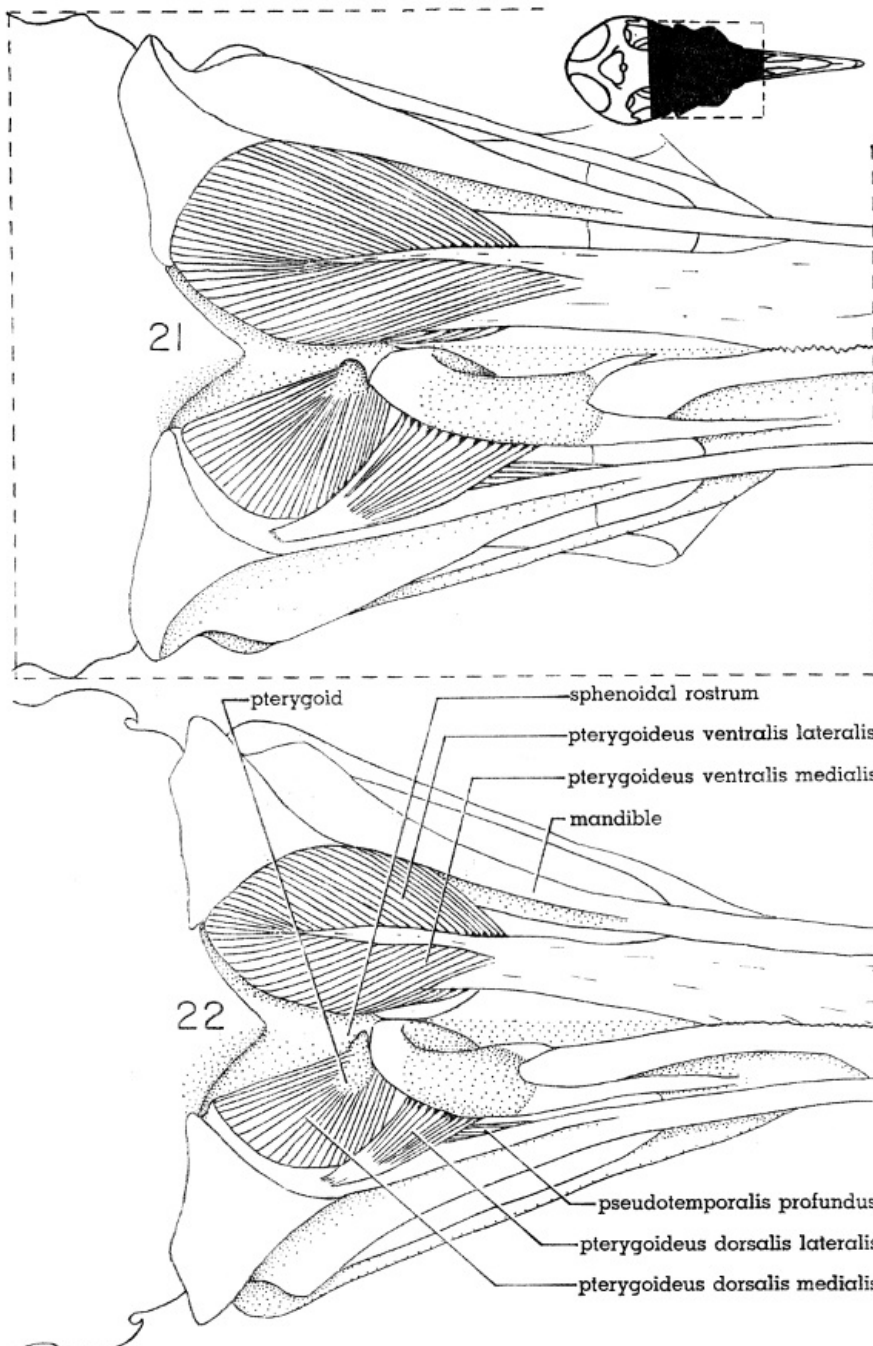 21
pterygoid
sphenoidal rostrum
pterygoideus ventralis lateralis
pterygoideus ventralis medialis
mandible
22
pseudotemporalis profundus
pterygoideus dorsalis lateralis
pterygoideus dorsalis medialis